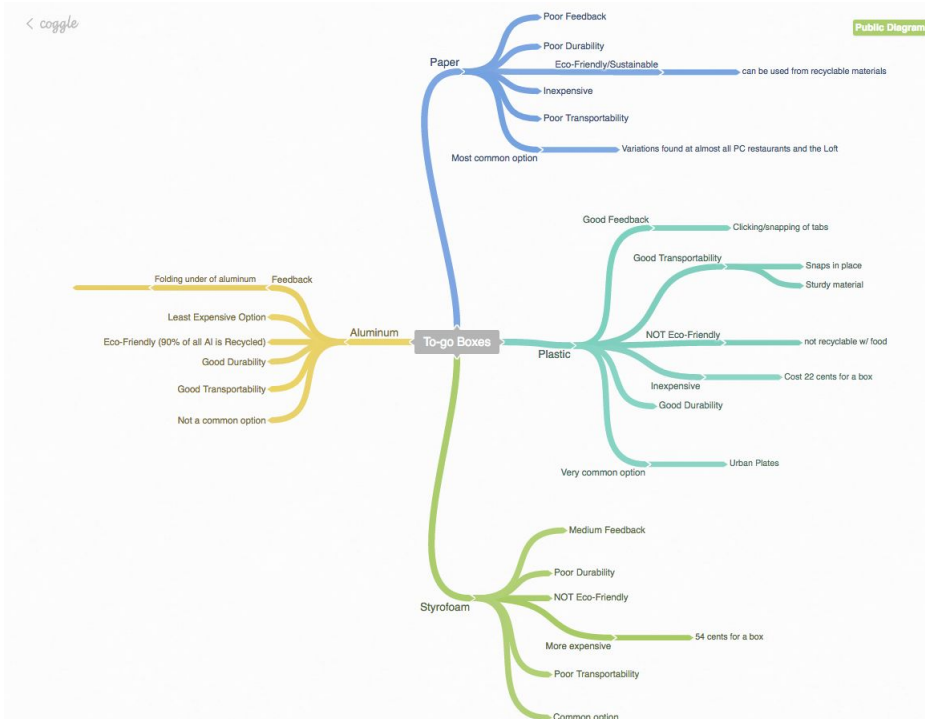 coggle
Public Diagram
Paper
Poor Feedback
Poor Durability
Eco-Friendly/Sustainable
can be used from recyclable materials
Inexpensive
Poor Transportability
Most common option
Variations found at almost all PC restaurants and the Loft
To-go Boxes
Plastic
Good Feedback
Clicking/snapping of tabs
Good Transportability
Snaps in place
Sturdy material
NOT Eco-Friendly
not recyclable w/ food
Inexpensive
Cost 22 cents for a box
Good Durability
Very common option
Urban Plates
Aluminum
Feedback
Folding under of aluminum
Least Expensive Option
Eco-Friendly (90% of all Al is Recycled)
Good Durability
Good Transportability
Not a common option
Styrofoam
Medium Feedback
Poor Durability
NOT Eco-Friendly
More expensive
54 cents for a box
Poor Transportability
Common option